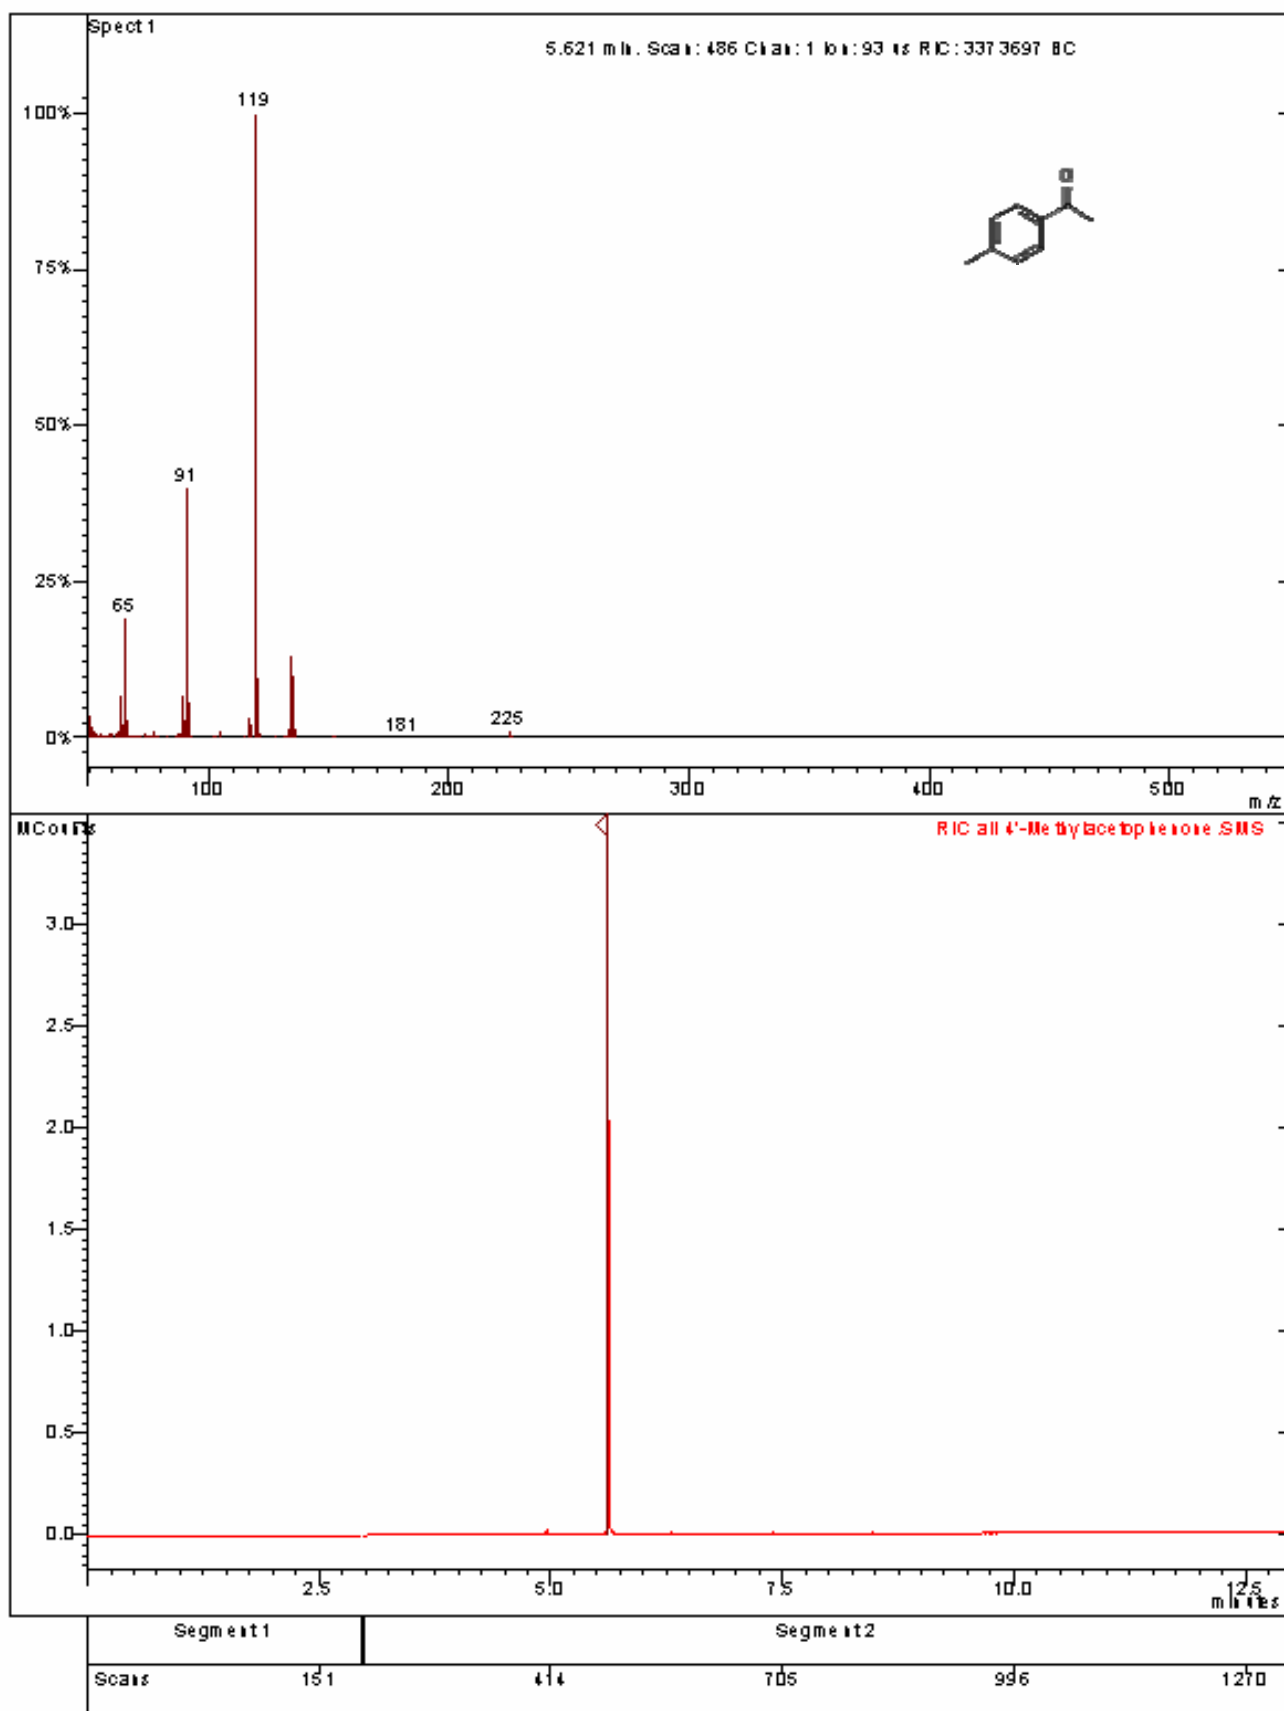 Spect 1
5.621 min. Scan: 486 Chan: 1 Ion: 93 us RIC: 3373697 BC
119
100%
O
75%
50%
91
25%
65
181
225
0%
100 200 300 400 500
m/z
MCounts
RIC all 4'-Methylacetophenone.SMS
3.0
2.5
2.0
1.5
1.0
0.5
0.0
2.5 5.0 7.5 10.0 12.5
minutes
Segment 1 Segment 2
Scans 151 414 705 996 1270